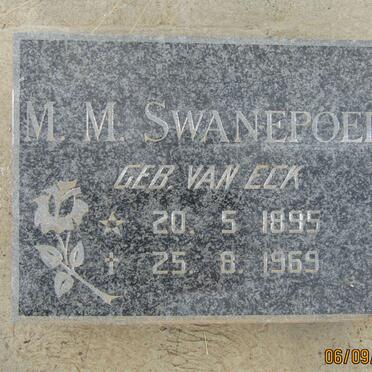 M. M. SWANEPOEL
GEB. VAN ECK
☆ 20. 5 1895
† 25. 8. 1969
06/09/